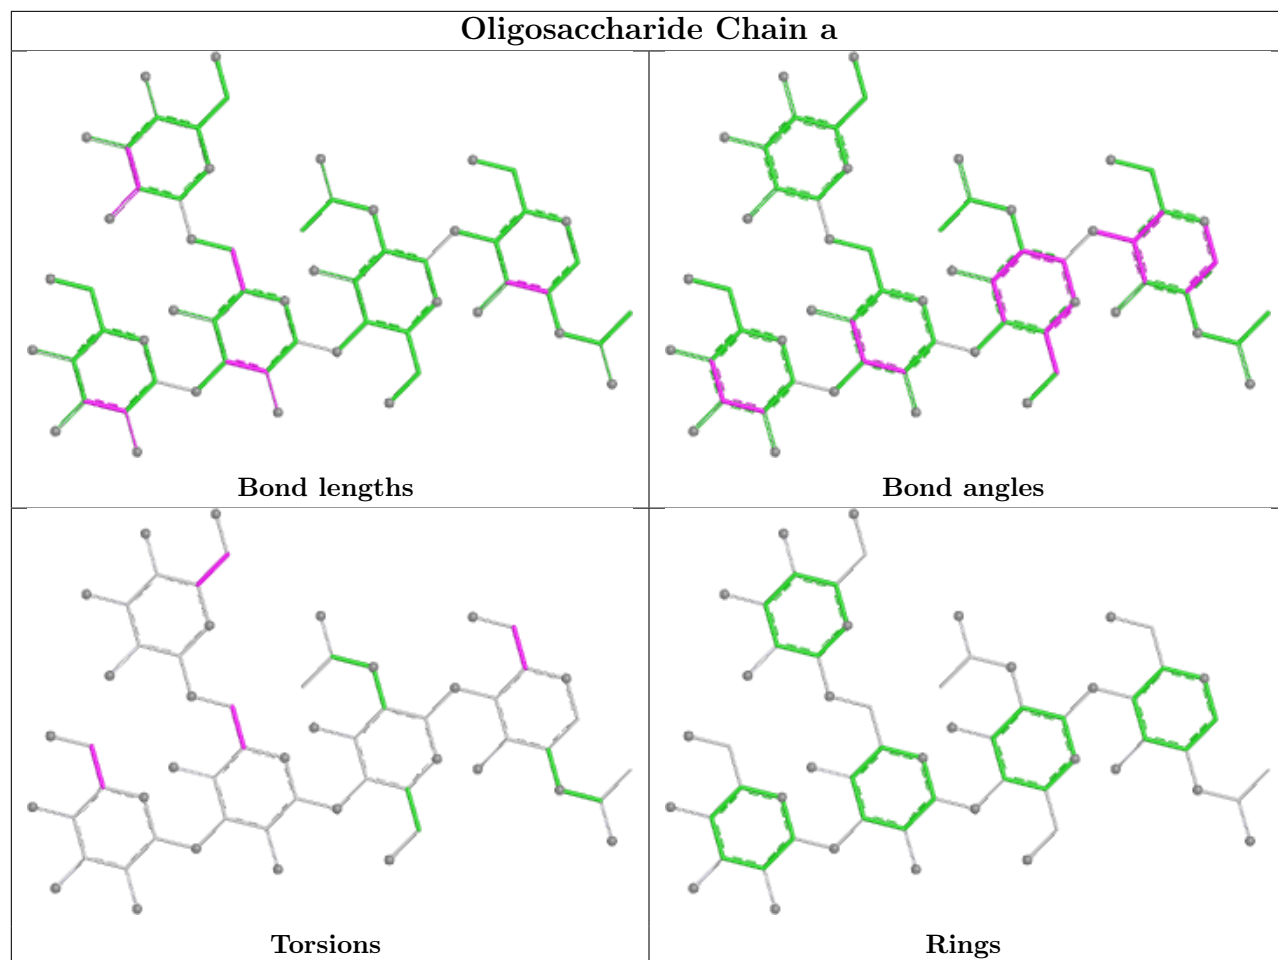 Oligosaccharide Chain a
Bond lengths
Bond angles
Torsions
Rings